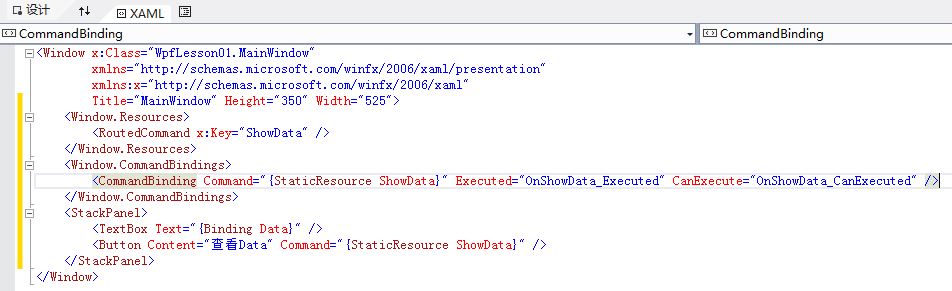 设计
XAML
CommandBinding
CommandBinding
<Window x:Class="WpfLesson01.MainWindow"
xmlns="http://schemas.microsoft.com/winfx/2006/xaml/presentation"
xmlns:x="http://schemas.microsoft.com/winfx/2006/xaml"
Title="MainWindow" Height="350" Width="525">
<Window.Resources>
<RoutedCommand x:Key="ShowData" />
</Window.Resources>
<Window.CommandBindings>
<CommandBinding Command="{StaticResource ShowData}" Executed="OnShowData_Executed" CanExecute="OnShowData_CanExecuted" />
</Window.CommandBindings>
<StackPanel>
<TextBox Text="{Binding Data}" />
<Button Content="查看Data" Command="{StaticResource ShowData}" />
</StackPanel>
</Window>